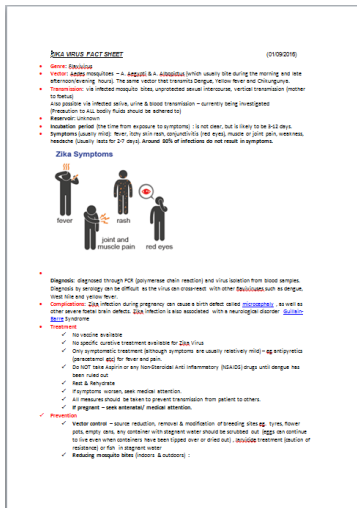 ZIKA VIRUS FACT SHEET (01/09/2016)
Genre: Flavivirus
Vector: Aedes mosquitoes – A. Aegypti & A. Albopictus (which usually bite during the morning and late
afternoon/evening hours). The same vector that transmits Dengue, Yellow fever and Chikungunya.
Transmission: via infected mosquito bites, unprotected sexual intercourse, vertical transmission (mother
to foetus)
Also possible via infected saliva, urine & blood transmission – currently being investigated
(Precaution to ALL bodily fluids should be adhered to)
Reservoir: unknown
Incubation period (the time from exposure to symptoms) : is not clear, but is likely to be 3-12 days.
Symptoms (usually mild): fever, itchy skin rash, conjunctivitis (red eyes), muscle or joint pain, weakness,
headache (Usually lasts for 2-7 days). Around 80% of infections do not result in symptoms.
Zika Symptoms
fever
rash
joint and
muscle pain
red eyes
Diagnosis: diagnosed through PCR (polymerase chain reaction) and virus isolation from blood samples.
Diagnosis by serology can be difficult as the virus can cross-react with other flaviviruses such as dengue,
West Nile and yellow fever.
Complications: Zika infection during pregnancy can cause a birth defect called microcephaly , as well as
other severe foetal brain defects. Zika infection is also associated with a neurological disorder Guillain-
Barre Syndrome
Treatment
✓ No vaccine available
✓ No specific curative treatment available for Zika Virus
✓ Only symptomatic treatment (although symptoms are usually relatively mild) – eg antipyretics
(paracetamol etc) for fever and pain.
✓ Do NOT take Aspirin or any Non-Steroidal Anti Inflammatory (NSAIDS) drugs until dengue has
been ruled out
✓ Rest & Rehydrate
✓ If symptoms worsen, seek medical attention.
✓ All measures should be taken to prevent transmission from patient to others.
✓ If pregnant – seek antenatal/ medical attention.
✓ Prevention
✓ Vector control – source reduction, removal & modification of breeding sites eg. tyres, flower
pots, empty cans, any container with stagnant water should be scrubbed out (eggs can continue
to live even when containers have been tipped over or dried out) , larvicide treatment (caution of
resistance) or fish in stagnant water
✓ Reducing mosquito bites (indoors & outdoors) :